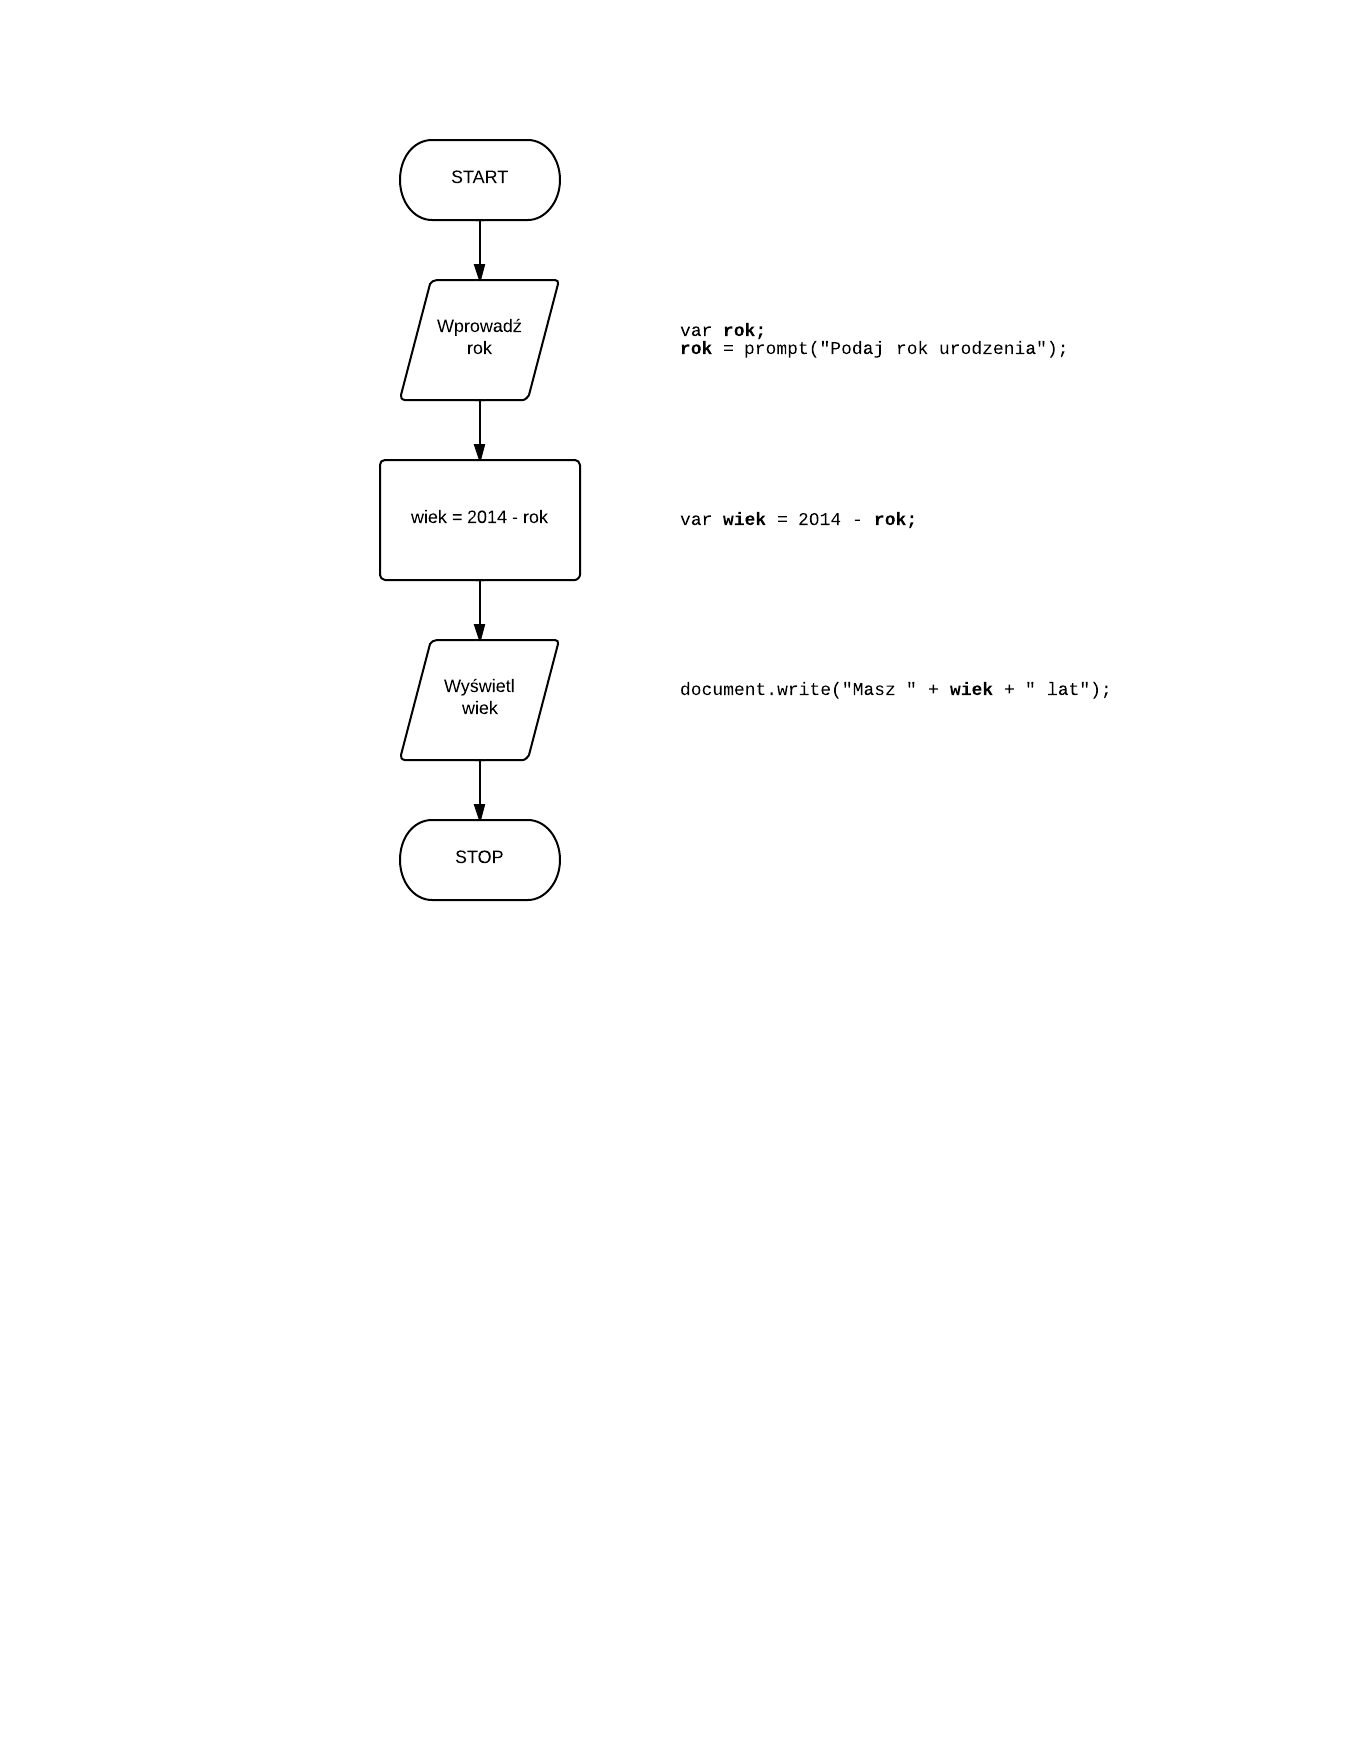 START
Wprowadź
rok
var rok;
rok = prompt("Podaj rok urodzenia");
wiek = 2014 - rok
var wiek = 2014 - rok;
Wyświetl
wiek
document.write("Masz " + wiek + " lat");
STOP